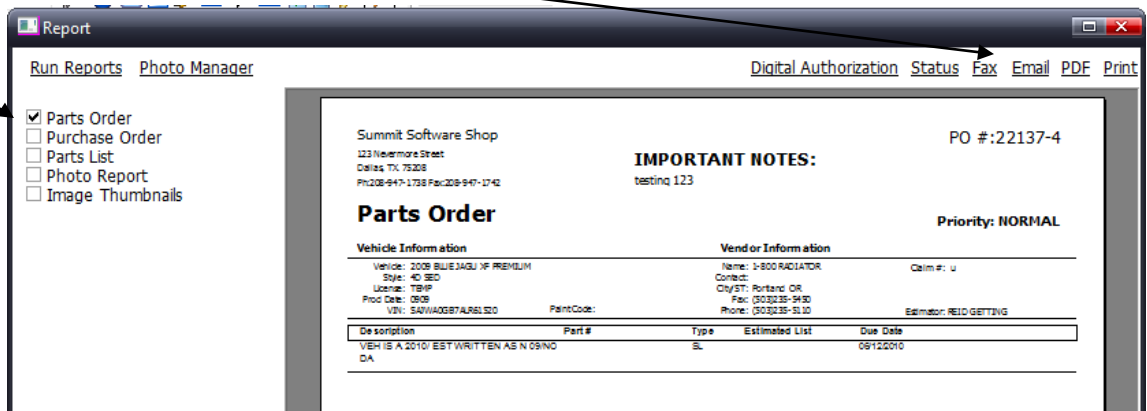 Report
Run Reports Photo Manager Digital Authorization Status Fax Email PDF Print
Parts Order
Purchase Order
Parts List
Photo Report
Image Thumbnails
Summit Software Shop
PO #:22137-4
123 Nevermore Street
Dallas, TX 75208
Ph:208-947-1738 Fax:208-947-1742
IMPORTANT NOTES:
testing 123
Parts Order
Priority: NORMAL
Vehicle Information Vendor Information
Vehicle: 2009 BLUE JAGU XF PREMIUM Name: 1-800 RADIATOR Claim #: u
Style: 4D SED Contact:
License: TEMP City/ST: Portland OR
Prod Date: 0909 Fax: (503)235-9450
VIN: SAJWA0GB7ALR61520 PaintCode: Phone: (503)235-5110 Estimator: REID GETTING
Description Part # Type Estimated List Due Date
VEH IS A 2010/ EST WRITTEN AS N 09/NO SL 06/12/2010
DA